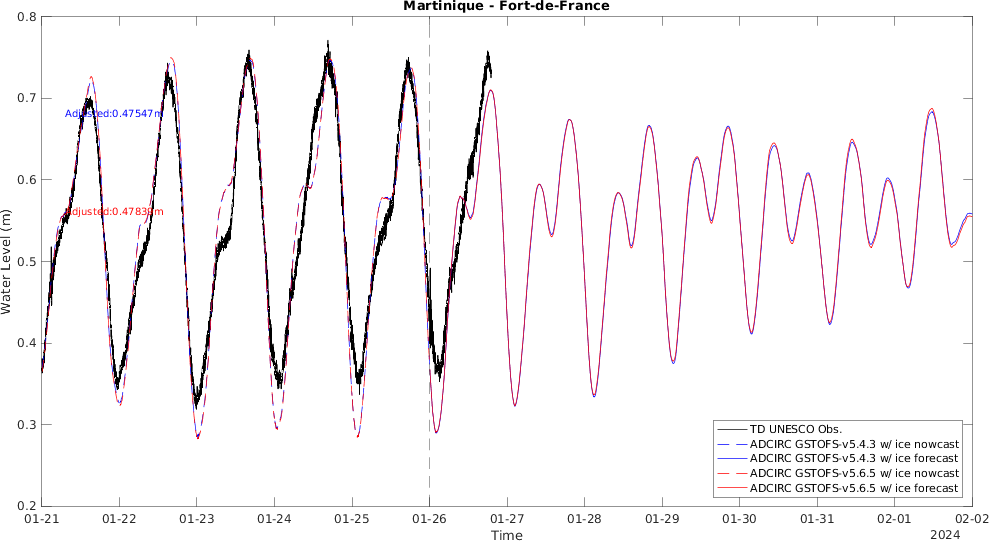 Martinique - Fort-de-France
0.8
0.7
0.6
0.5
0.4
0.3
0.2
Water Level (m)
Adjusted:0.47547m
TD UNESCO Obs.
ADCIRC GSTOFS-v5.4.3 w/ ice nowcast
ADCIRC GSTOFS-v5.4.3 w/ ice forecast
ADCIRC GSTOFS-v5.6.5 w/ ice nowcast
ADCIRC GSTOFS-v5.6.5 w/ ice forecast
01-21 01-22 01-23 01-24 01-25 01-26 01-27 01-28 01-29 01-30 01-31 02-01 02-02
Time
2024